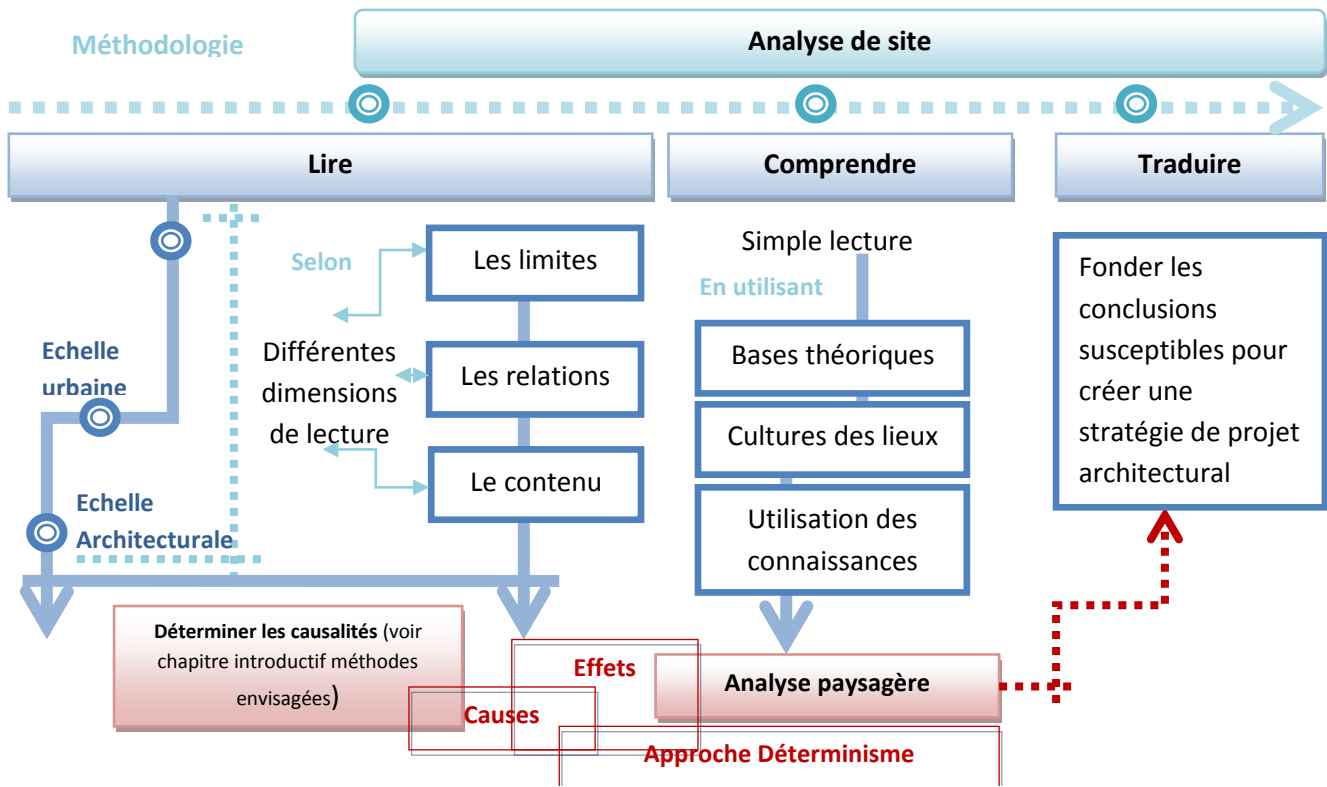 Méthodologie
Analyse de site
Lire
Comprendre
Traduire
Echelle
urbaine
Echelle
Architecturale
Selon
Différentes
dimensions
de lecture
Les limites
Les relations
Le contenu
Simple lecture
En utilisant
Bases théoriques
Cultures des lieux
Utilisation des
connaissances
Fonder les
conclusions
susceptibles pour
créer une
stratégie de projet
architectural
Déterminer les causalités (voir
chapitre introductif méthodes
envisagées)
Causes
Effets
Analyse paysagère
Approche Déterminisme